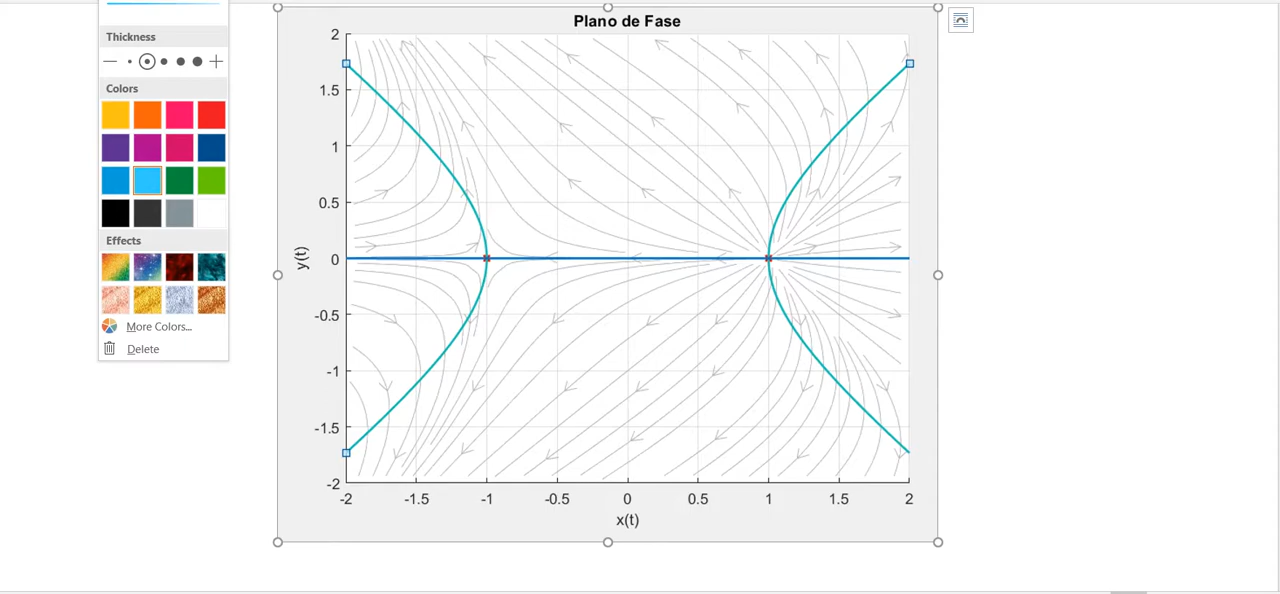 Thickness
Colors
Effects
More Colors...
Delete
Plano de Fase
2
1.5
1
0.5
0
-0.5
-1
-1.5
-2
y(t)
-2 -1.5 -1 -0.5 0 0.5 1 1.5 2
x(t)